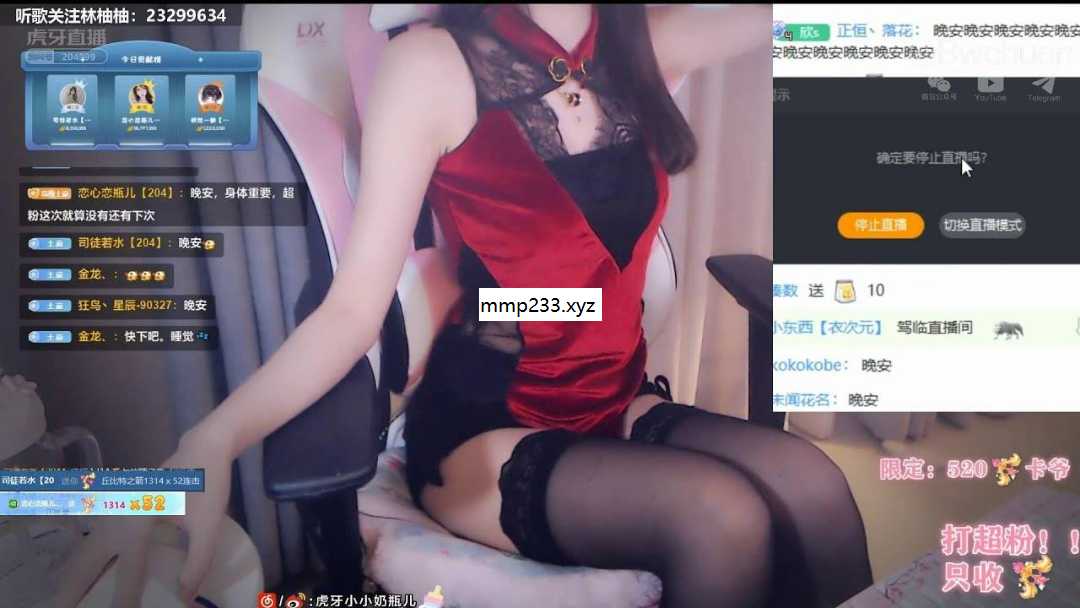 听歌关注林柚柚：23299634
虎牙直播
今日贡献榜
恋心恋瓶儿【204】：晚安，身体重要，超
粉这次就算没有还有下次
司徒若水【204】：晚安
金龙、：
狂鸟丶星辰-90327：晚安
金龙、：快下吧。睡觉
司徒若水【20
丘比特之箭1314 x 52连击
1314 x52
/ ：虎牙小小奶瓶儿
mmp233.xyz
欣s 正恒丶落花： 晚安晚安晚安晚安晚安
安晚安晚安晚安晚安晚安
YouTube
Telegram
确定要停止直播吗?
停止直播
切换直播模式
送 10
小东西【衣次元】 驾临直播间
kokokobe： 晚安
未闻花名： 晚安
限定：520 卡爷
打超粉！！
只收